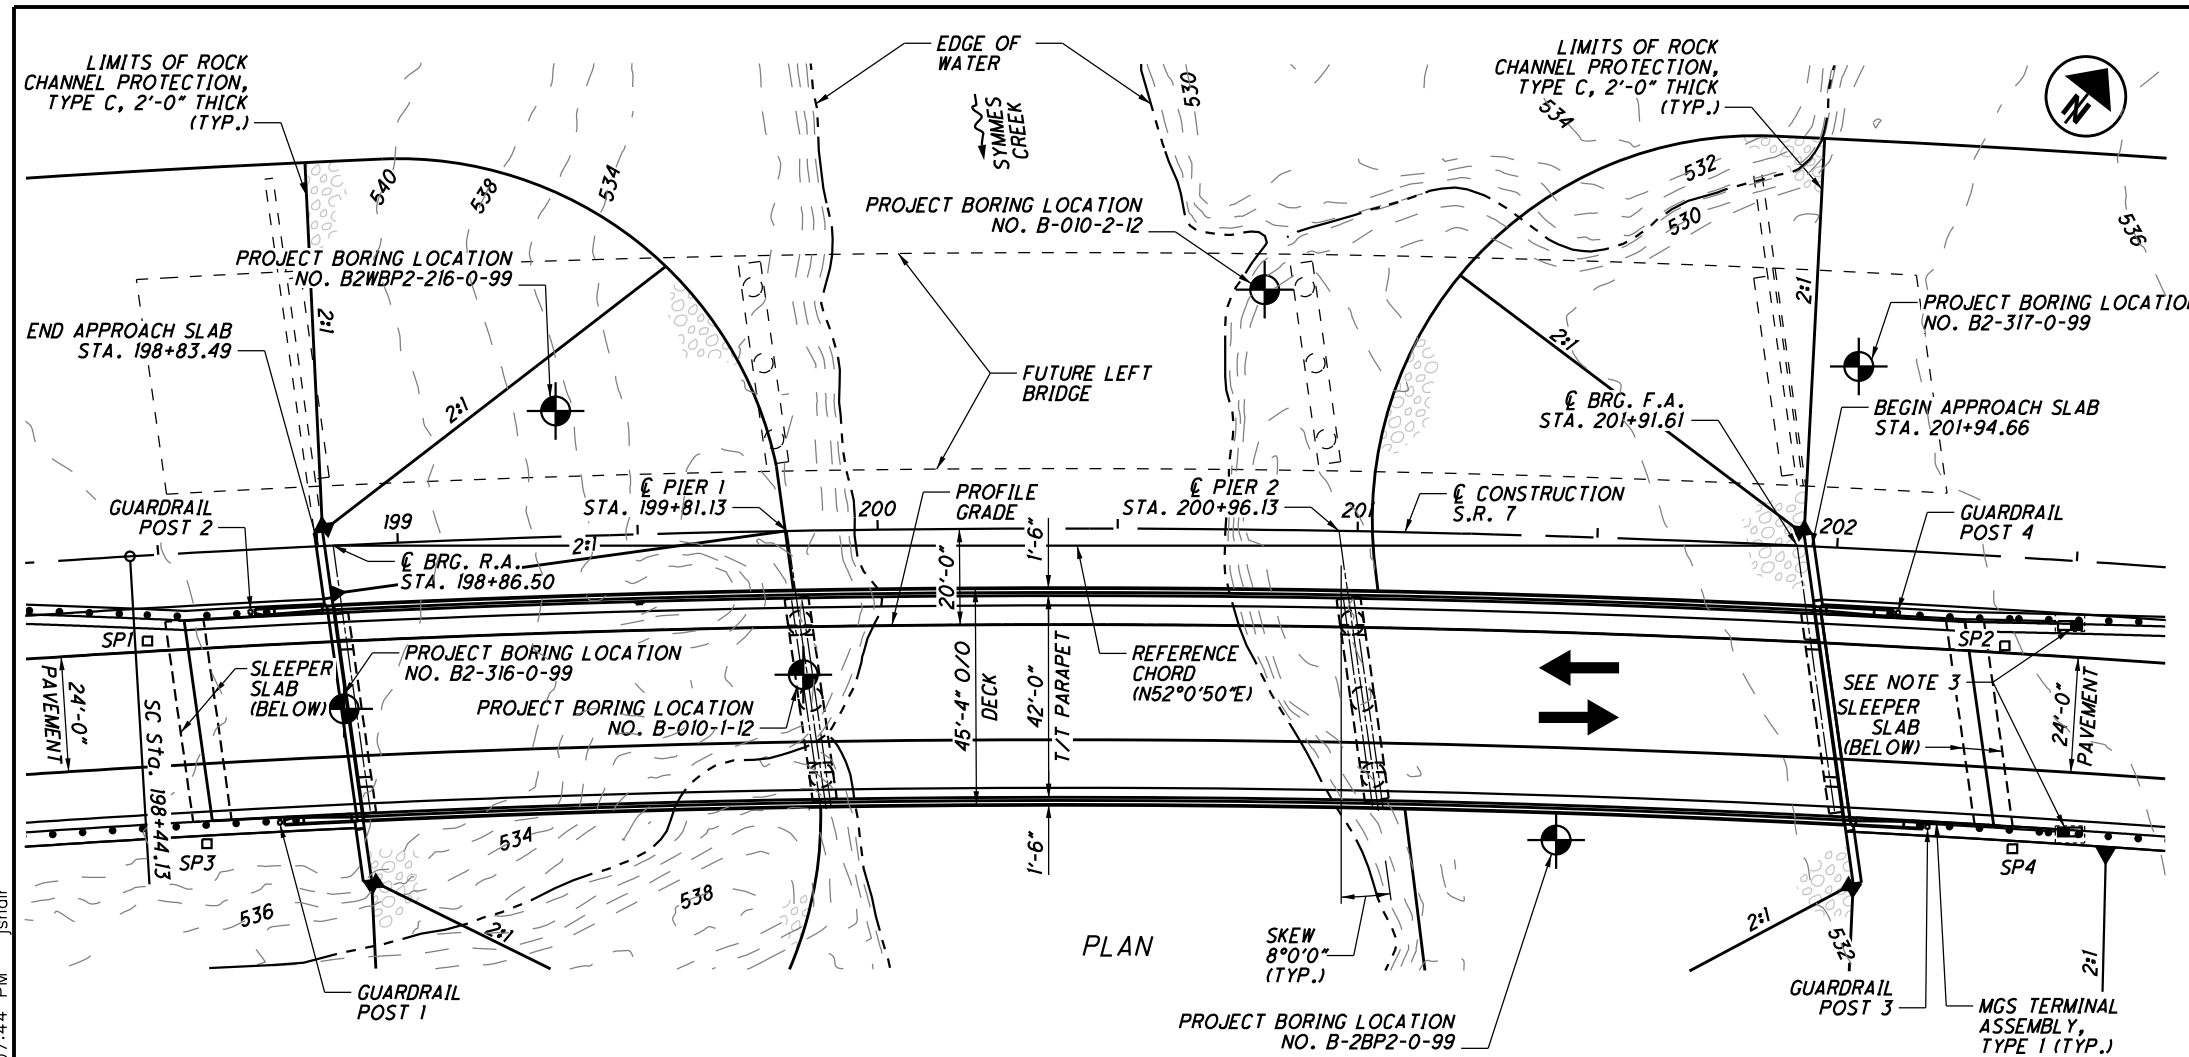 LIMITS OF ROCK
CHANNEL PROTECTION,
TYPE C, 2'-0" THICK
(TYP.)
EDGE OF
WATER
SYMMES
CREEK
530
LIMITS OF ROCK
CHANNEL PROTECTION,
TYPE C, 2'-0" THICK
(TYP.)
534
N
540
538
534
532
530
536
PROJECT BORING LOCATION
NO. B-010-2-12
PROJECT BORING LOCATION
NO. B2WBP2-216-0-99
2:1
2:1
PROJECT BORING LOCATION
NO. B2-317-0-99
END APPROACH SLAB
STA. 198+83.49
2:1
2:1
FUTURE LEFT
BRIDGE
℄ BRG. F.A.
STA. 201+91.61
BEGIN APPROACH SLAB
STA. 201+94.66
GUARDRAIL
POST 2
199
℄ PIER 1
STA. 199+81.13
200
PROFILE
GRADE
℄ PIER 2
STA. 200+96.13
201
℄ CONSTRUCTION
S.R. 7
202
GUARDRAIL
POST 4
2:1
℄ BRG. R.A.
STA. 198+86.50
20'-0"
1'-6"
SP1
SLEEPER
SLAB
(BELOW)
PROJECT BORING LOCATION
NO. B2-316-0-99
PROJECT BORING LOCATION
NO. B-010-1-12
45'-4" O/O
DECK
42'-0"
T/T PARAPET
REFERENCE
CHORD
(N52°0'50"E)
SP2
SEE NOTE 3
SLEEPER
SLAB
(BELOW)
24'-0"
PAVEMENT
24'-0"
PAVEMENT
SC Sta. 198+44.13
SP3
534
536
538
2:1
1'-6"
SP4
PLAN
SKEW
8°0'0"
(TYP.)
2:1
532
2:1
GUARDRAIL
POST 1
PROJECT BORING LOCATION
NO. B-2BP2-0-99
GUARDRAIL
POST 3
MGS TERMINAL
ASSEMBLY,
TYPE 1 (TYP.)